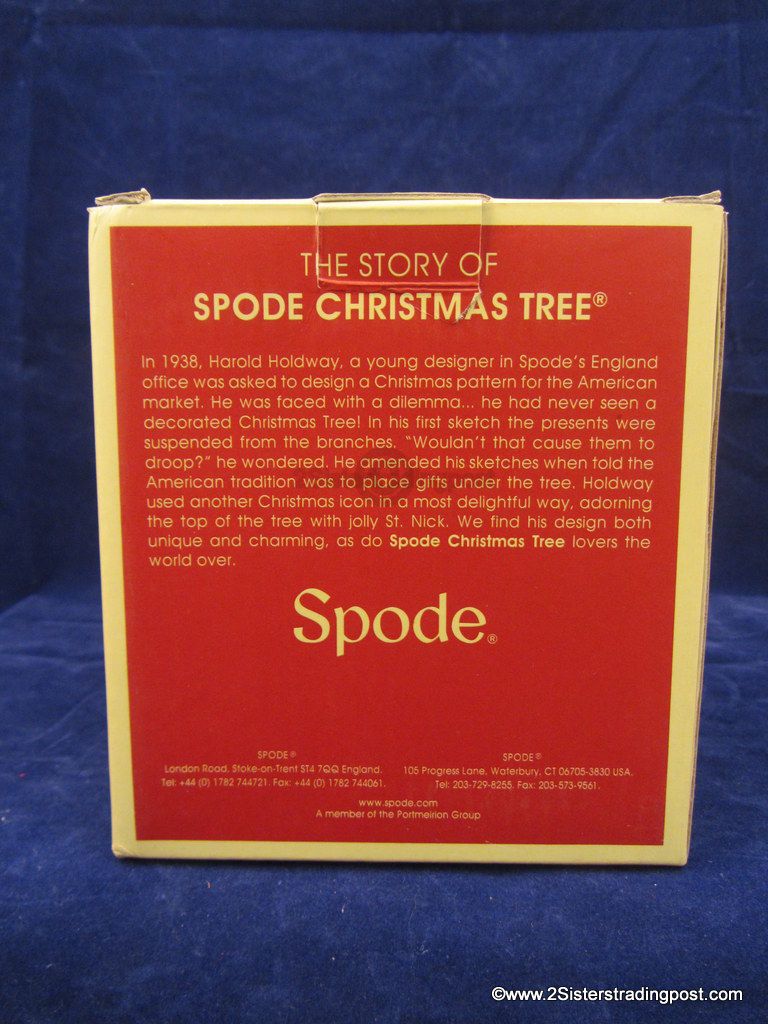 THE STORY OF
SPODE CHRISTMAS TREE®
In 1938, Harold Holdway, a young designer in Spode's England
office was asked to design a Christmas pattern for the American
market. He was faced with a dilemma... he had never seen a
decorated Christmas Tree! In his first sketch the presents were
suspended from the branches. "Wouldn't that cause them to
droop?" he wondered. He amended his sketches when told the
American tradition was to place gifts under the tree. Holdway
used another Christmas icon in a most delightful way, adorning
the top of the tree with jolly St. Nick. We find his design both
unique and charming, as do Spode Christmas Tree lovers the
world over.
Spode®
SPODE®
London Road, Stoke-on-Trent ST4 7QQ England.
Tel: +44 (0) 1782 744721. Fax: +44 (0) 1782 744061.
SPODE®
105 Progress Lane, Waterbury, CT 06705-3830 USA.
Tel: 203-729-8255. Fax: 203-573-9561.
www.spode.com
A member of the Portmeirion Group
©www.2Sisterstradingpost.com